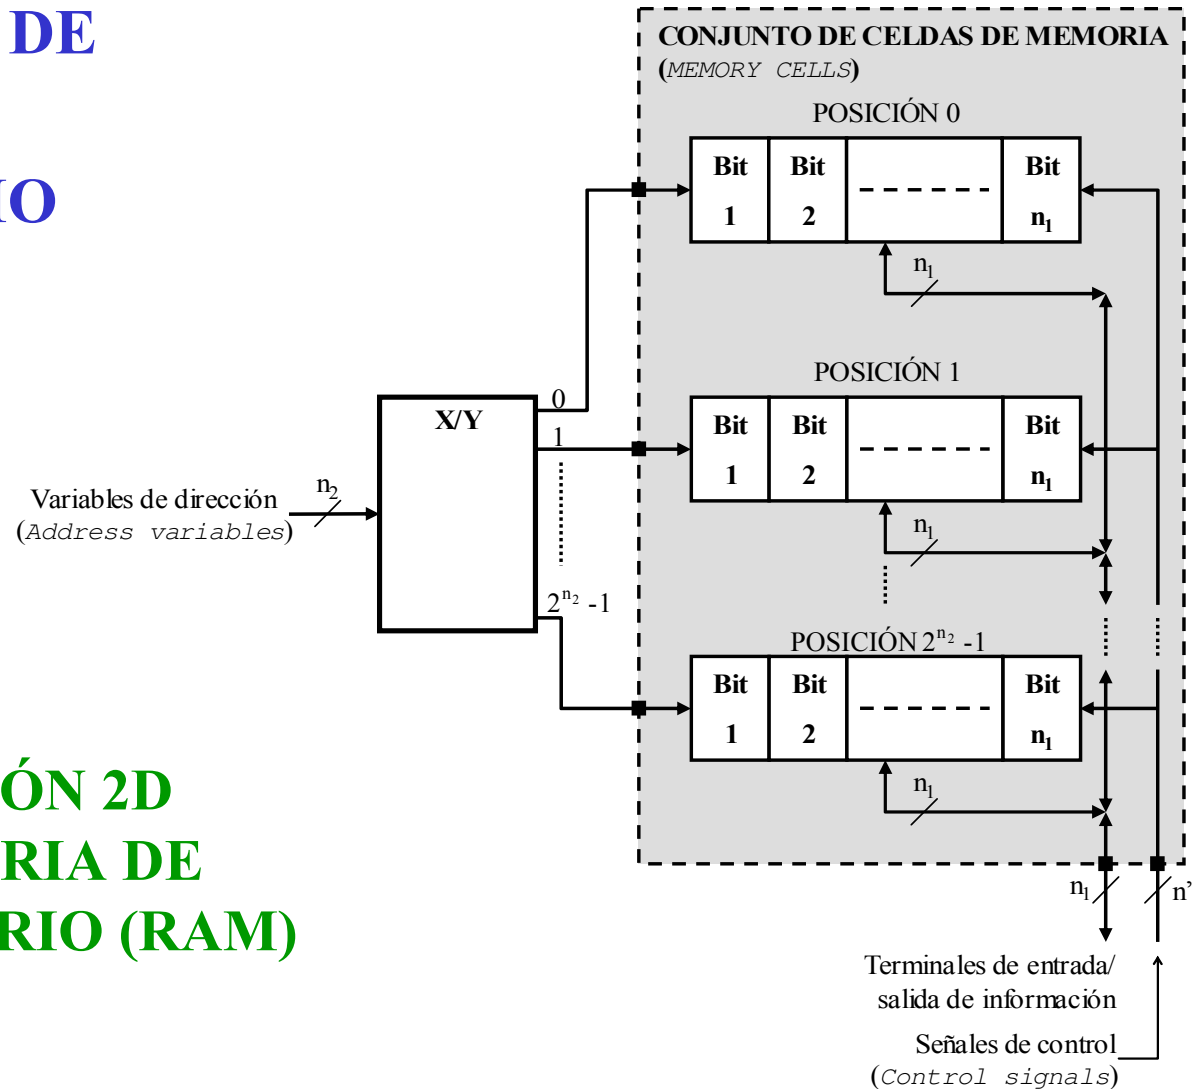 DE
IO
CONJUNTO DE CELDAS DE MEMORIA
(MEMORY CELLS)
POSICIÓN 0
Bit 1
Bit 2
Bit n₁
n₁
POSICIÓN 1
Bit 1
Bit 2
Bit n₁
n₁
X/Y
0
1
2ⁿ² -1
Variables de dirección
(Address variables)
n₂
POSICIÓN 2ⁿ² -1
Bit 1
Bit 2
Bit n₁
n₁
ÓN 2D
RIA DE
RIO (RAM)
n₁
n’
Terminales de entrada/
salida de información
Señales de control
(Control signals)